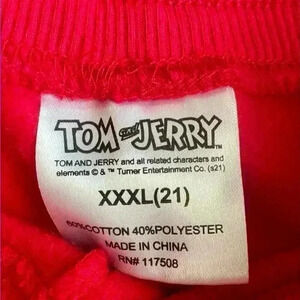 TOM and JERRY™
TOM AND JERRY and all related characters and
elements © & ™ Turner Entertainment Co. (s21)
XXXL(21)
60%COTTON 40%POLYESTER
MADE IN CHINA
RN# 117508